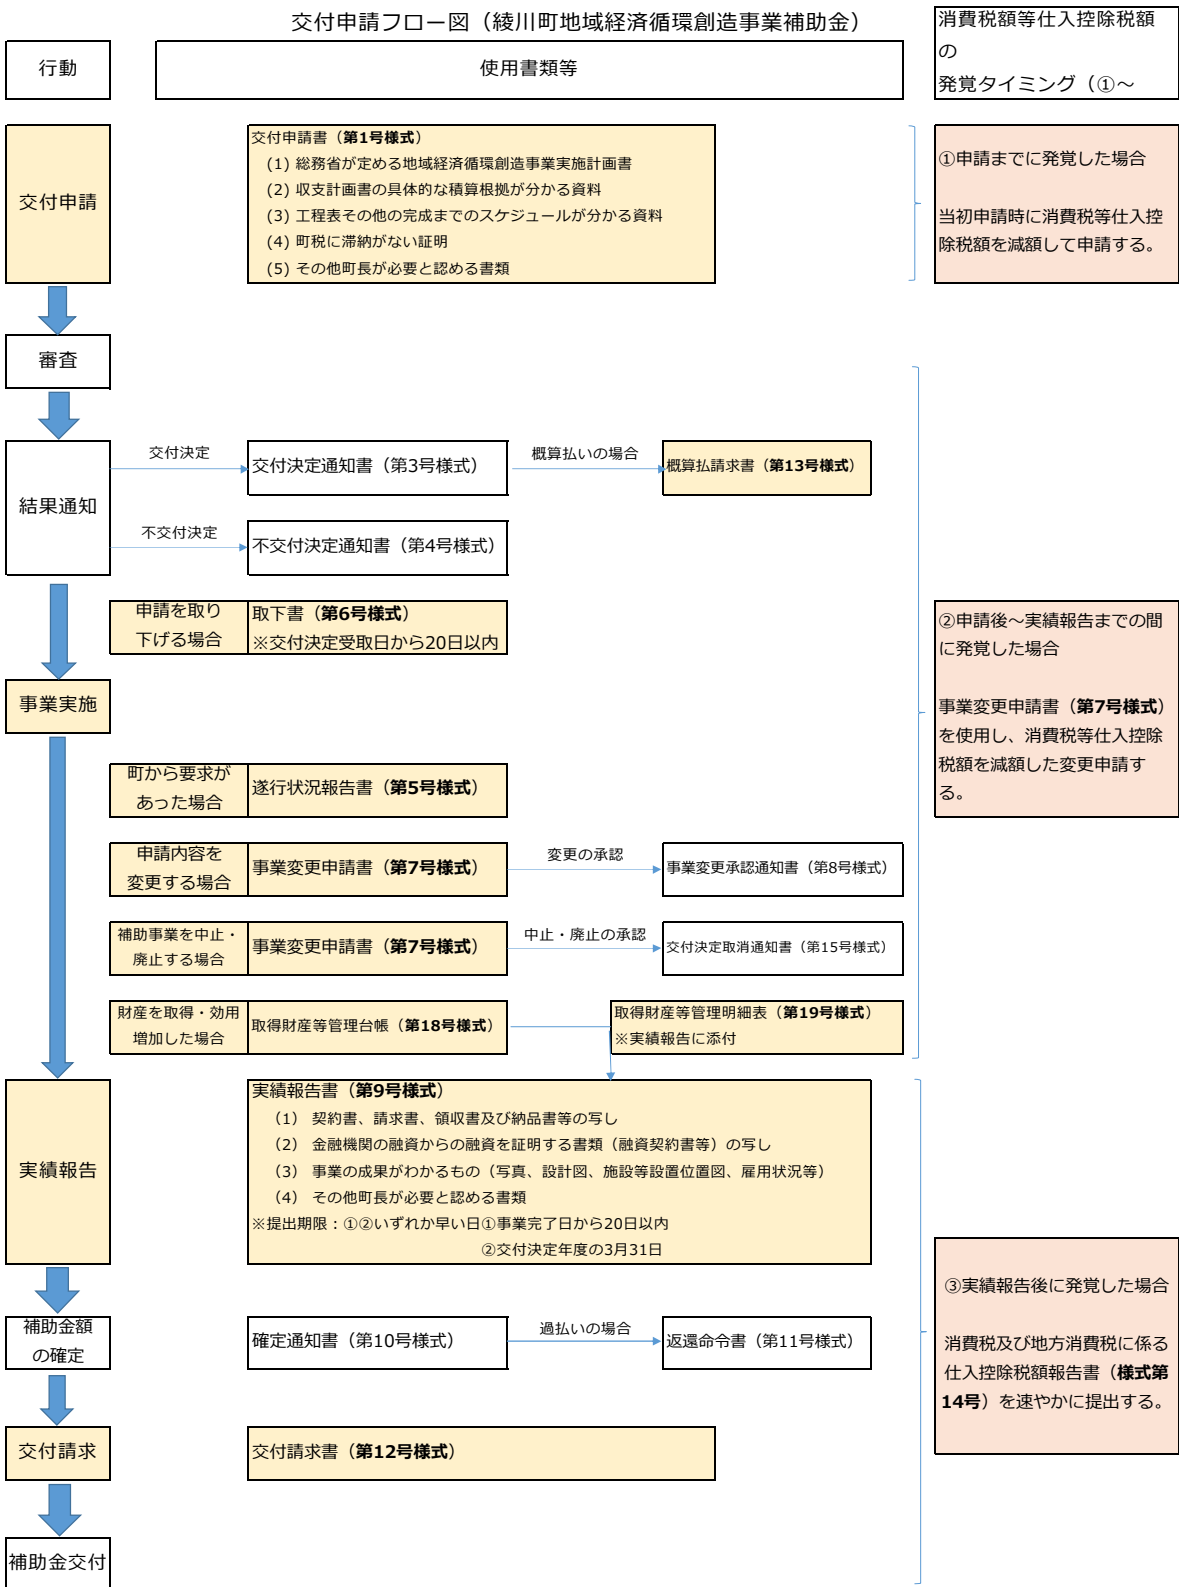 交付申請フロー図（綾川町地域経済循環創造事業補助金）
消費税額等仕入控除税額
の
発覚タイミング（①～
行動
使用書類等
交付申請
交付申請書（第1号様式）
(1) 総務省が定める地域経済循環創造事業実施計画書
(2) 収支計画書の具体的な積算根拠が分かる資料
(3) 工程表その他の完成までのスケジュールが分かる資料
(4) 町税に滞納がない証明
(5) その他町長が必要と認める書類
①申請までに発覚した場合
当初申請時に消費税等仕入控
除税額を減額して申請する。
審査
結果通知
交付決定
交付決定通知書（第3号様式）
概算払いの場合
概算払請求書（第13号様式）
不交付決定
不交付決定通知書（第4号様式）
申請を取り
下げる場合
取下書（第6号様式）
※交付決定受取日から20日以内
②申請後～実績報告までの間
に発覚した場合
事業変更申請書（第7号様式）
を使用し、消費税等仕入控除
税額を減額した変更申請す
る。
事業実施
町から要求が
あった場合
遂行状況報告書（第5号様式）
申請内容を
変更する場合
事業変更申請書（第7号様式）
変更の承認
事業変更承認通知書（第8号様式）
補助事業を中止・
廃止する場合
事業変更申請書（第7号様式）
中止・廃止の承認
交付決定取消通知書（第15号様式）
財産を取得・効用
増加した場合
取得財産等管理台帳（第18号様式）
取得財産等管理明細表（第19号様式）
※実績報告に添付
実績報告
実績報告書（第9号様式）
（1） 契約書、請求書、領収書及び納品書等の写し
（2） 金融機関の融資からの融資を証明する書類（融資契約書等）の写し
（3） 事業の成果がわかるもの（写真、設計図、施設等設置位置図、雇用状況等）
（4） その他町長が必要と認める書類
※提出期限：①②いずれか早い日①事業完了日から20日以内
②交付決定年度の3月31日
③実績報告後に発覚した場合
消費税及び地方消費税に係る
仕入控除税額報告書（様式第
14号）を速やかに提出する。
補助金額
の確定
確定通知書（第10号様式）
過払いの場合
返還命令書（第11号様式）
交付請求
交付請求書（第12号様式）
補助金交付